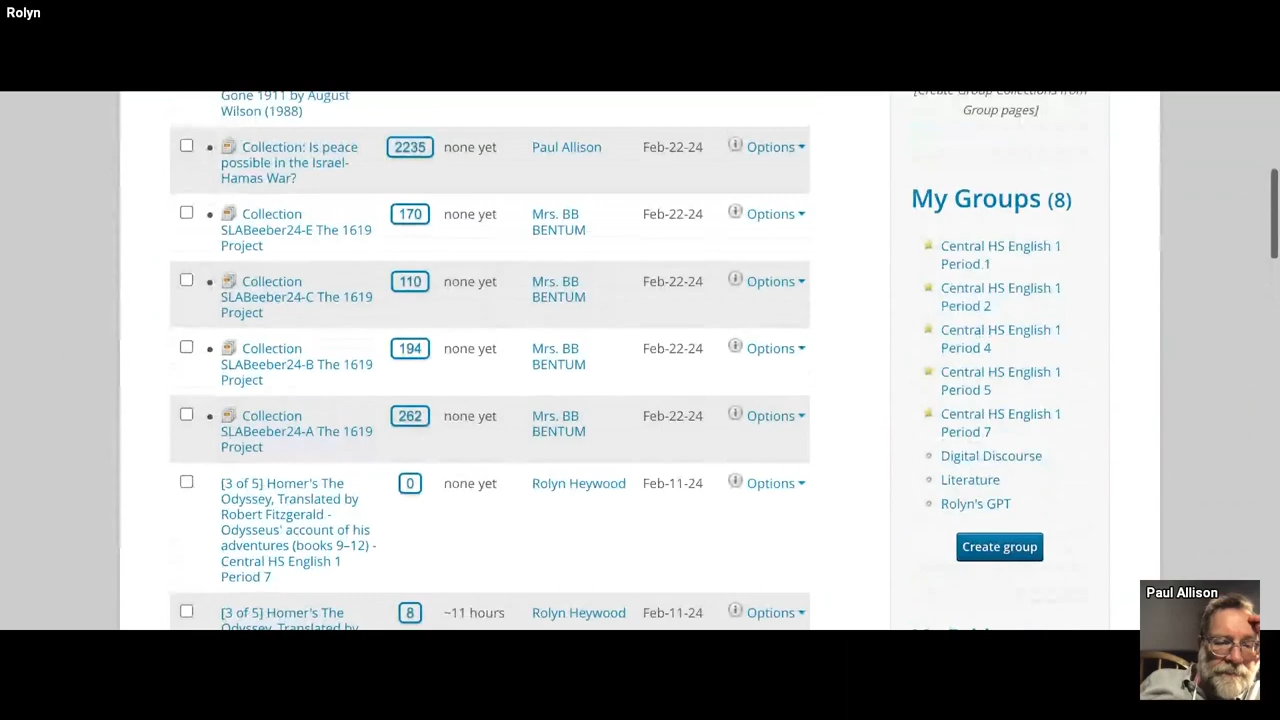 Rolyn
Gone 1911 by August
Wilson (1988)
Collection: Is peace
possible in the Israel-
Hamas War?
2235
none yet
Paul Allison
Feb-22-24
Options
Collection
SLABeeber24-E The 1619
Project
170
none yet
Mrs. BB
BENTUM
Feb-22-24
Options
Collection
SLABeeber24-C The 1619
Project
110
none yet
Mrs. BB
BENTUM
Feb-22-24
Options
Collection
SLABeeber24-B The 1619
Project
194
none yet
Mrs. BB
BENTUM
Feb-22-24
Options
Collection
SLABeeber24-A The 1619
Project
262
none yet
Mrs. BB
BENTUM
Feb-22-24
Options
[3 of 5] Homer's The
Odyssey, Translated by
Robert Fitzgerald -
Odysseus' account of his
adventures (books 9–12) -
Central HS English 1
Period 7
0
none yet
Rolyn Heywood
Feb-11-24
Options
[3 of 5] Homer's The
Odyssey, Translated by
8
~11 hours
Rolyn Heywood
Feb-11-24
Options
[Create Group Collections from
Group pages]
My Groups (8)
Central HS English 1
Period 1
Central HS English 1
Period 2
Central HS English 1
Period 4
Central HS English 1
Period 5
Central HS English 1
Period 7
Digital Discourse
Literature
Rolyn's GPT
Create group
Paul Allison